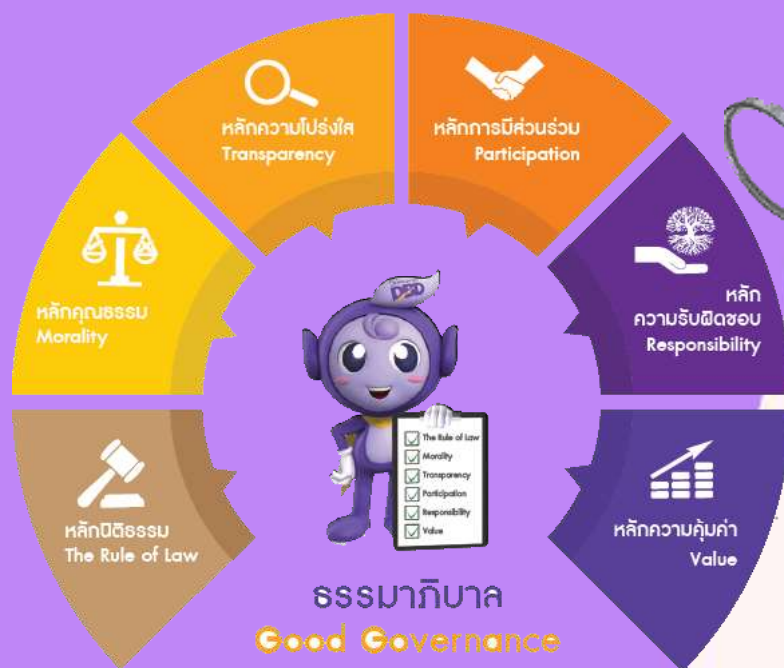 หลักความโปร่งใส
Transparency
หลักการมีส่วนร่วม
Participation
หลักคุณธรรม
Morality
หลัก
ความรับผิดชอบ
Responsibility
หลักนิติธรรม
The Rule of Law
หลักความคุ้มค่า
Value
DBD
The Rule of Law
Morality
Transparency
Participation
Responsibility
Value
ธรรมาภิบาล
Good Governance